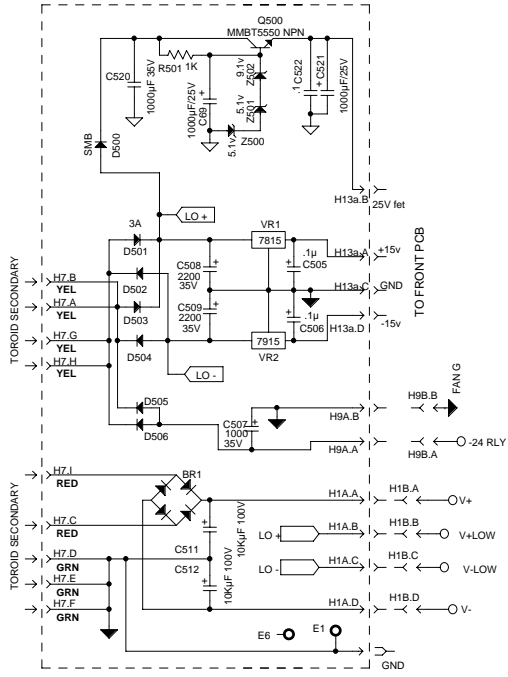 Q500
MMBT5550 NPN
R501 1K
C520
1000µF 35V
1000µF/25V
C69
+
9.1v
Z502
5.1v
Z501
5.1v
Z500
.1 C522
+ C521
1000µF/25V
SMB
D500
H13a.B
25V fet
LO +
3A
D501
D502
D503
D504
LO -
VR1
7815
7915
VR2
+
C508
2200
35V
+
C509
2200
35V
+
.1µ
C505
+
.1µ
C506
H13a.A
+15v
H13a.C
GND
H13a.D
-15v
TO FRONT PCB
TOROID SECONDARY
H7.B
YEL
H7.A
YEL
H7.G
YEL
H7.H
YEL
D505
D506
C507
1000
35V
+
H9A.B
H9B.B
FAN G
H9A.A
H9B.A
-24 RLY
TOROID SECONDARY
H7.I
RED
H7.C
RED
H7.D
GRN
H7.E
GRN
H7.F
GRN
BR1
+
C511
10KµF 100V
+
C512
10KµF 100V
H1A.A
H1B.A
V+
LO +
H1A.B
H1B.B
V+LOW
LO -
H1A.C
H1B.C
V-LOW
H1A.D
H1B.D
V-
E6
E1
GND